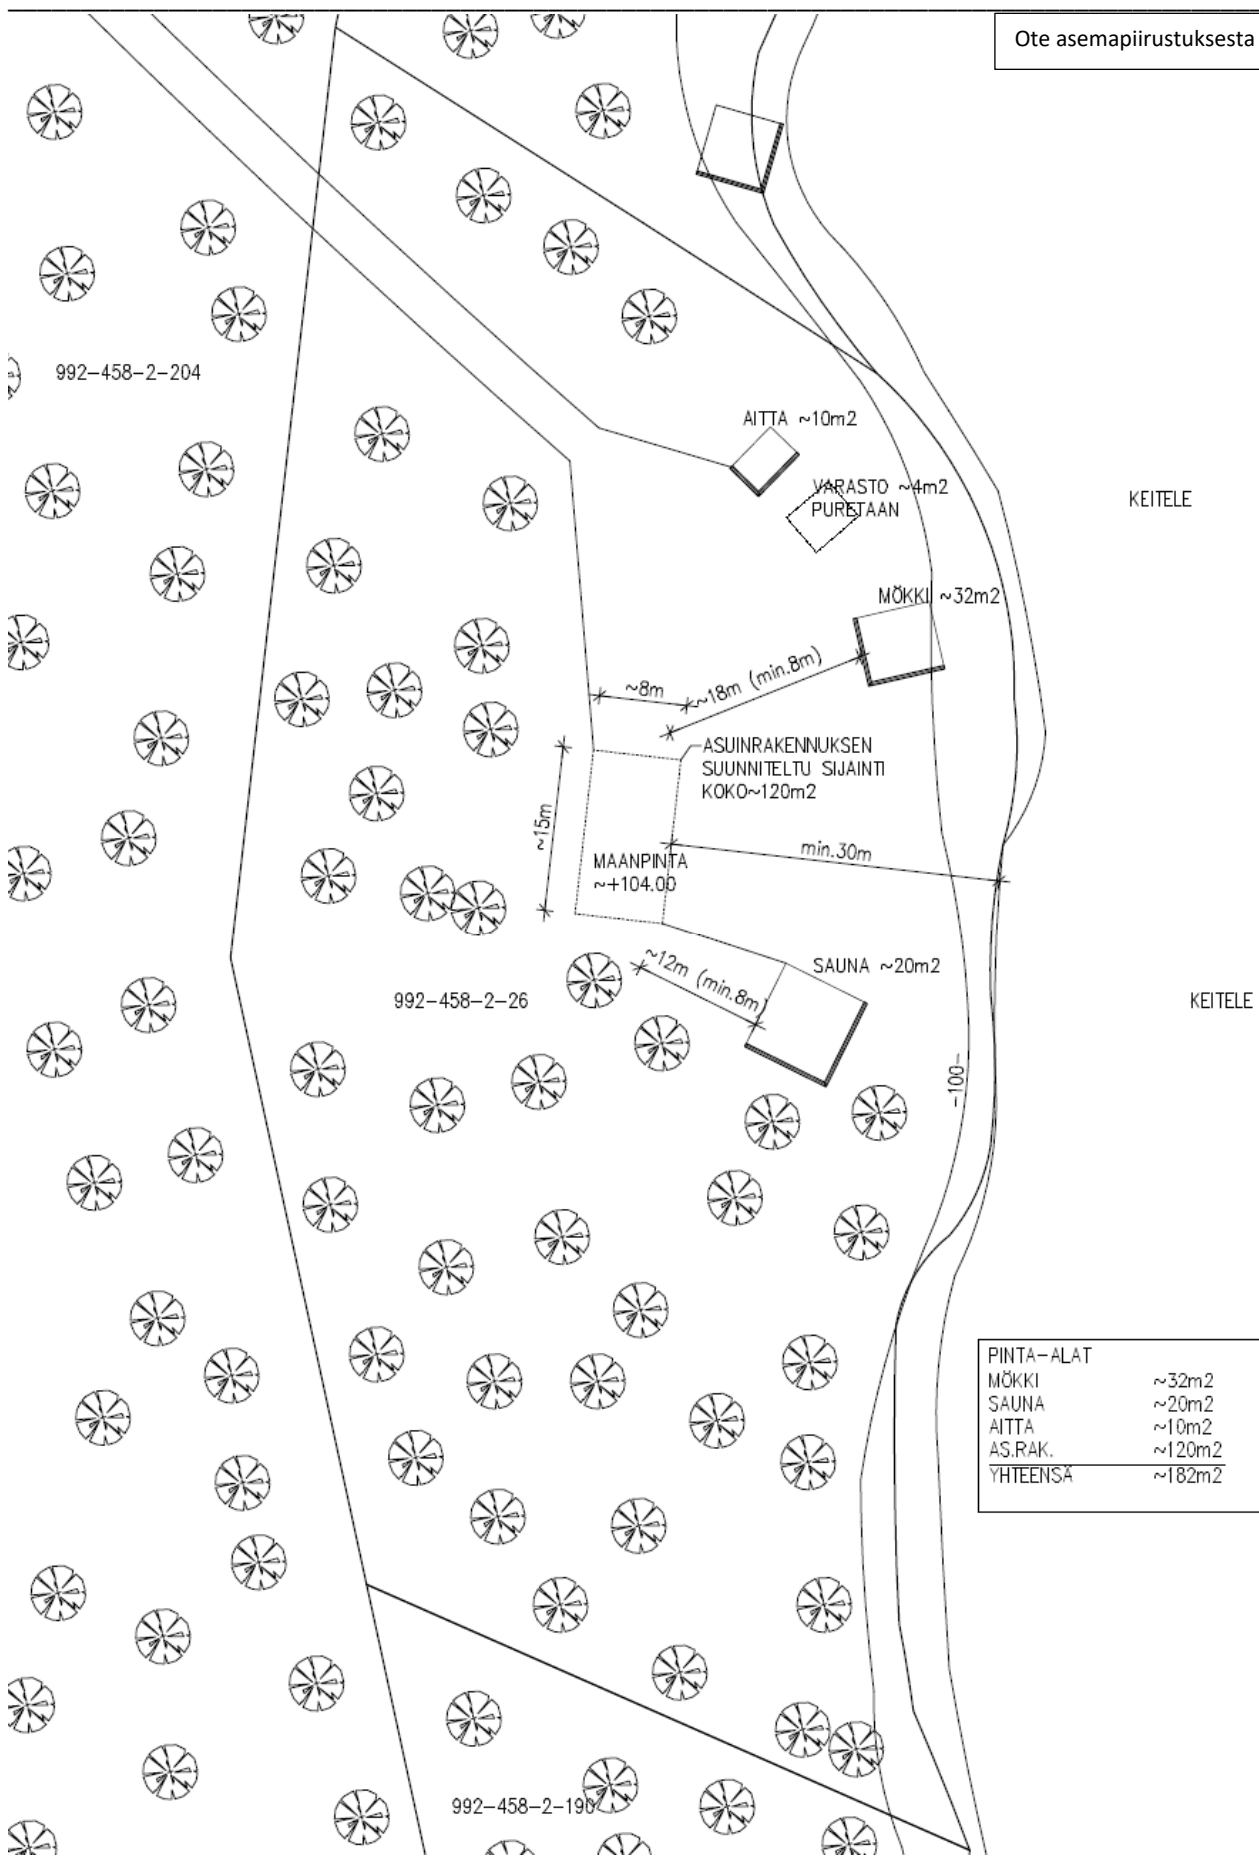 Ote asemapiirustuksesta
992-458-2-204
AITTA ~10m2
VARASTO ~4m2
PURETAAN
KEITELE
MÖKKI ~32m2
~8m
~18m (min.8m)
ASUINRAKENNUKSEN
SUUNNITELTU SIJAINTI
KOKO~120m2
~15m
min.30m
MAANPINTA
~+104.00
~12m (min.8m)
SAUNA ~20m2
992-458-2-26
KEITELE
-100-
PINTA-ALAT
MÖKKI ~32m2
SAUNA ~20m2
AITTA ~10m2
AS.RAK. ~120m2
YHTEENSÄ ~182m2
992-458-2-190